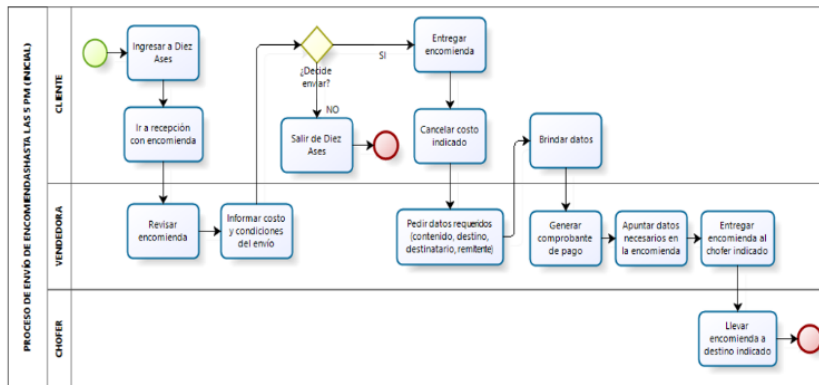 PROCESO DE ENVÍO DE ENCOMIENDASHASTA LAS 5 PM (INICIAL)
CLIENTE
Ingresar a Diez
Ases
Ir a recepción
con encomienda
¿Decide
enviar?
SI
NO
Salir de Diez
Ases
Entregar
encomienda
Cancelar costo
indicado
Brindar datos
VENDEDORA
Revisar
encomienda
Informar costo
y condiciones
del envío
Pedir datos requeridos
(contenido, destino,
destinatario, remitente)
Generar
comprobante
de pago
Apuntar datos
necesarios en
la encomienda
Entregar
encomienda al
chofer indicado
CHOFER
Llevar
encomienda a
destino indicado